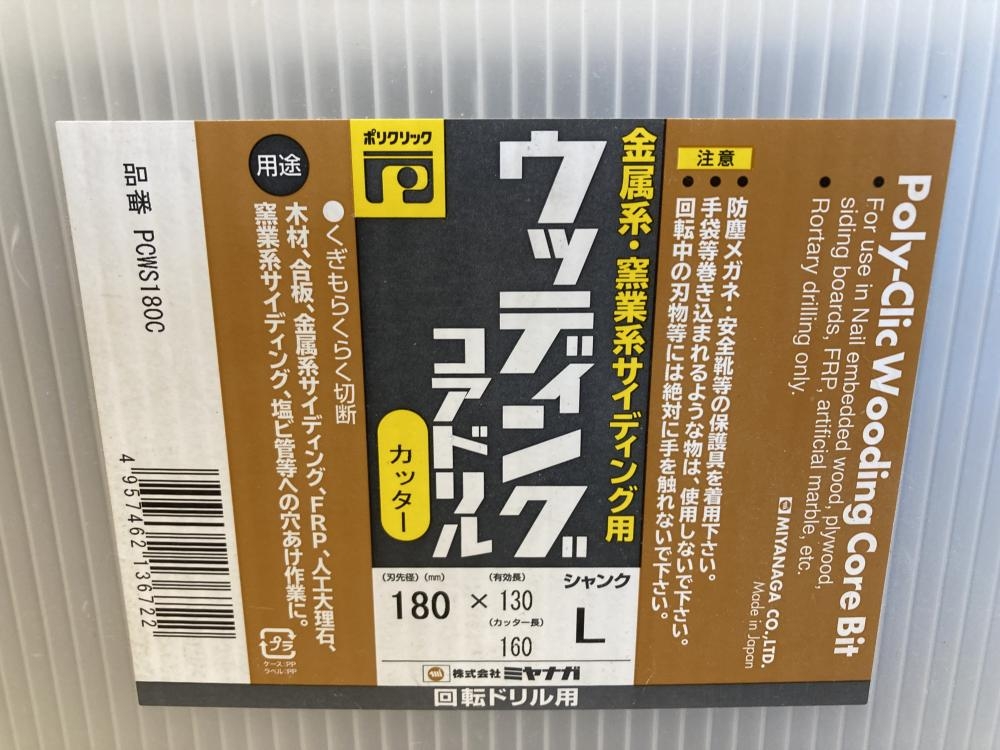 Poly-Clic Wooding Core Bit
• For use in Nail embedded wood, plywood,
siding boards, FRP, artificial marble, etc.
• Rortary drilling only.
MIYANAGA CO.,LTD.
Made in Japan
注意
• 防塵メガネ・安全靴等の保護具を着用下さい。
• 手袋等巻き込まれるような物は、使用しないで下さい。
• 回転中の刃物等には絶対に手を触れないで下さい。
金属系・窯業系サイディング用
ウッディング
コアドリル
カッター
ポリクリック
(刃先径)(mm)
180
×
(有効長)
130
(カッター長)
160
シャンク
L
株式会社ミヤナガ
回転ドリル用
用途
●くぎもらくらく切断
木材、合板、金属系サイディング、FRP、人工大理石、
窯業系サイディング、塩ビ管等への穴あけ作業に。
プラ
ケース:PP
ラベル:PP
品番 PCWS180C
4957462136722